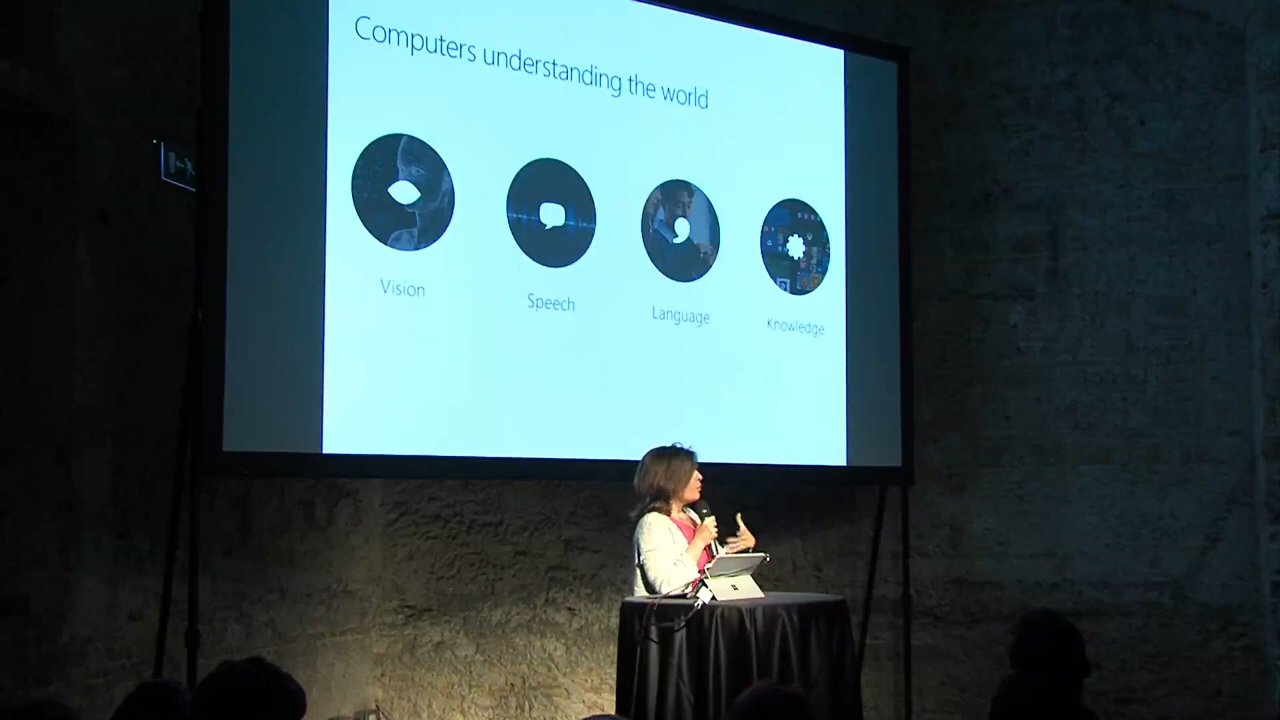 Computers understanding the world
Vision
Speech
Language
Knowledge